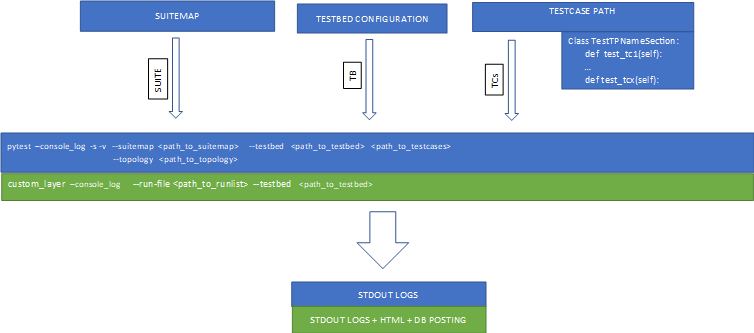 SUITEMAP
TESTBED CONFIGURATION
TESTCASE PATH
Class TestTPNameSection:
def test_tc1(self):
...
def test_tcx(self):
SUITE
TB
TCs
pytest --console_log -s -v --suitemap <path_to_suitemap> --testbed <path_to_testbed> <path_to_testcases>
--topology <path_to_topology>
custom_layer --console_log --run-file <path_to_runlist> --testbed <path_to_testbed>
STDOUT LOGS
STDOUT LOGS + HTML + DB POSTING